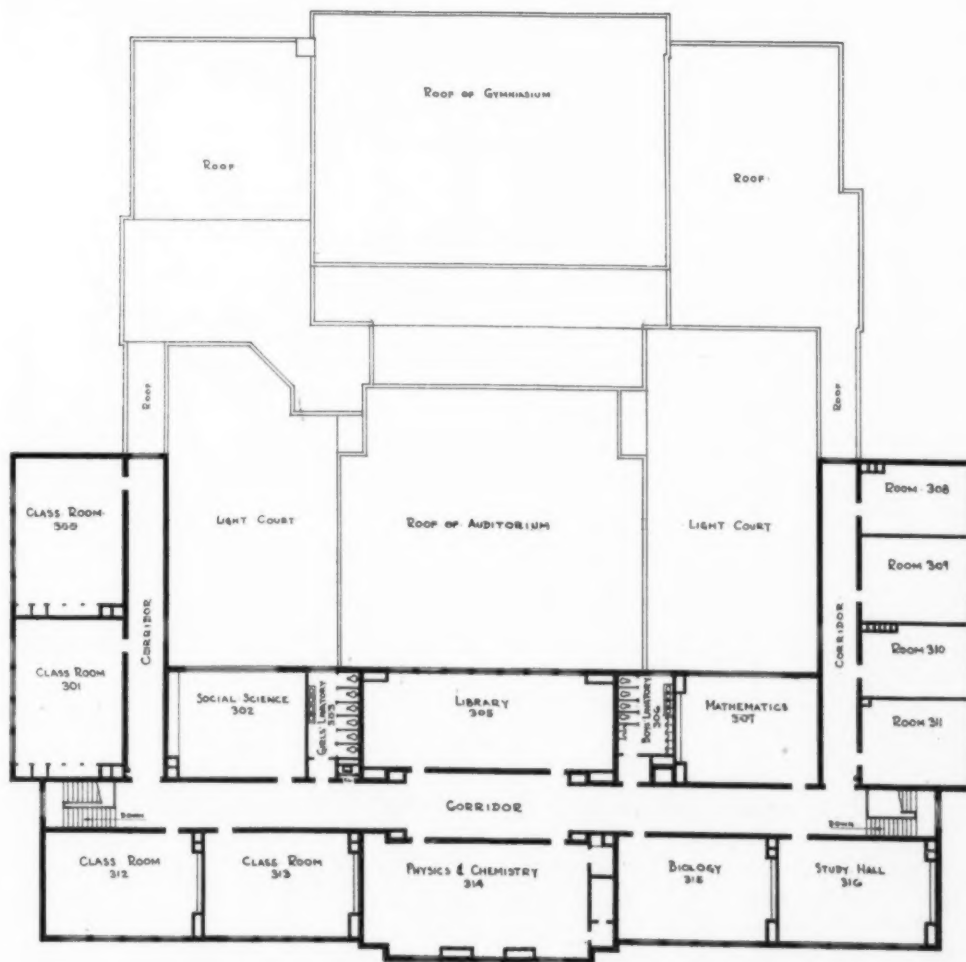 ROOF OF GYMNASIUM
ROOF
ROOF
ROOF
ROOF
CLASS ROOM
300
LIGHT COURT
ROOF OF AUDITORIUM
LIGHT COURT
ROOM 308
ROOM 309
CORRIDOR
CORRIDOR
CLASS ROOM
301
ROOM 310
SOCIAL SCIENCE
302
GIRLS' LAVATORY
303
LIBRARY
305
BOYS LAVATORY
306
MATHEMATICS
307
ROOM 311
CORRIDOR
DOWN
DOWN
CLASS ROOM
312
CLASS ROOM
313
PHYSICS & CHEMISTRY
314
BIOLOGY
315
STUDY HALL
316